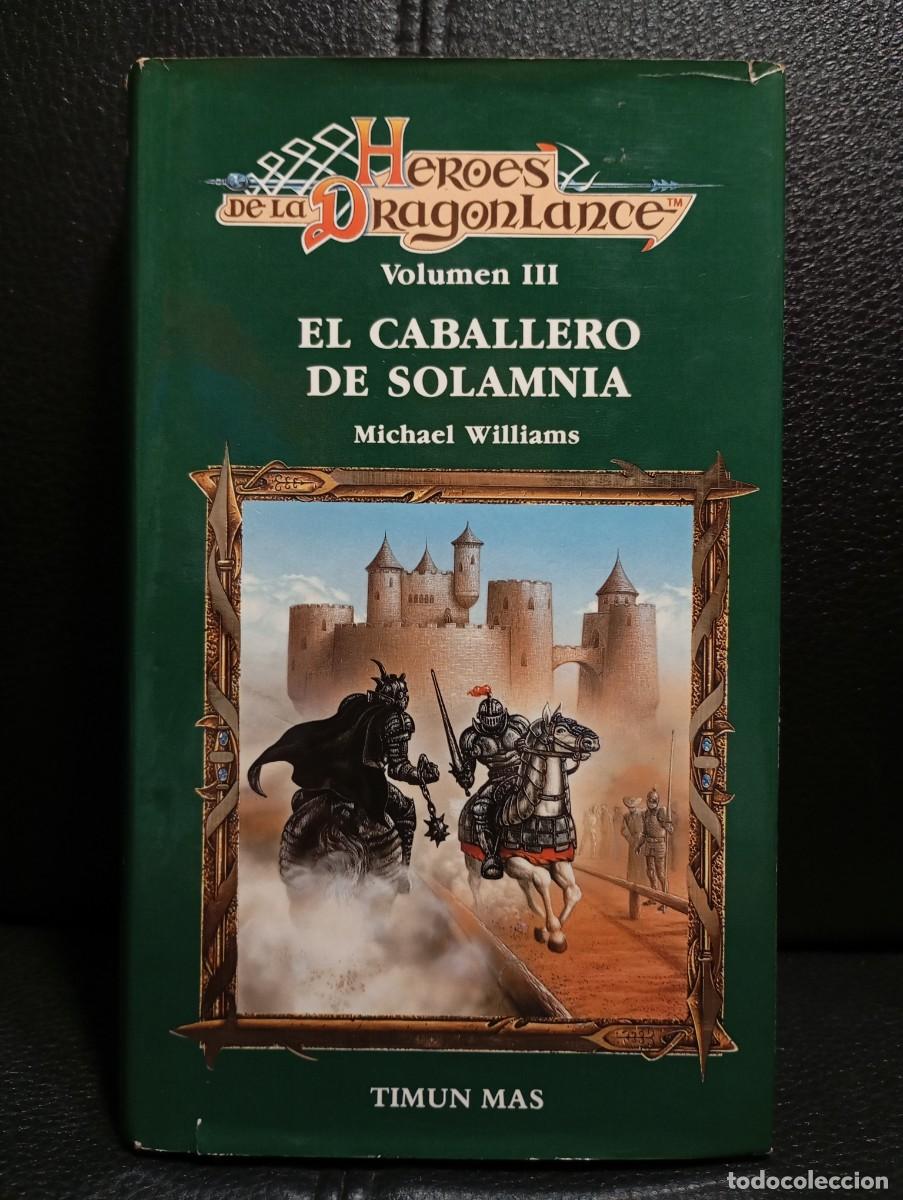 HEROES
DE LA DRAGONLANCE™
Volumen III
EL CABALLERO
DE SOLAMNIA
Michael Williams
TIMUN MAS
todocoleccion